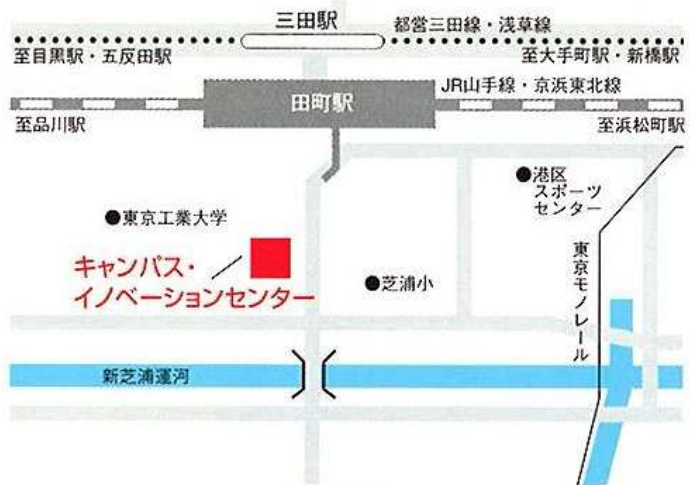 三田駅
都営三田線・浅草線
至目黒駅・五反田駅
至大手町駅・新橋駅
JR山手線・京浜東北線
田町駅
至品川駅
至浜松町駅
港区
スポーツ
センター
東京工業大学
キャンパス・
イノベーションセンター
芝浦小
東京モノレール
新芝浦運河